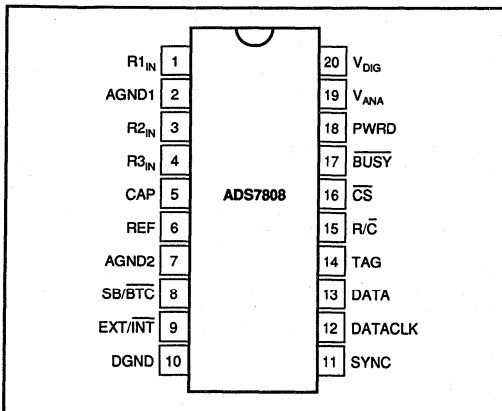 R1IN 1 20 VDIG
AGND1 2 19 VANA
R2IN 3 18 PWRD
R3IN 4 17 BUSY
CAP 5 ADS7808 16 CS
REF 6 15 R/C
AGND2 7 14 TAG
SB/BTC 8 13 DATA
EXT/INT 9 12 DATACLK
DGND 10 11 SYNC